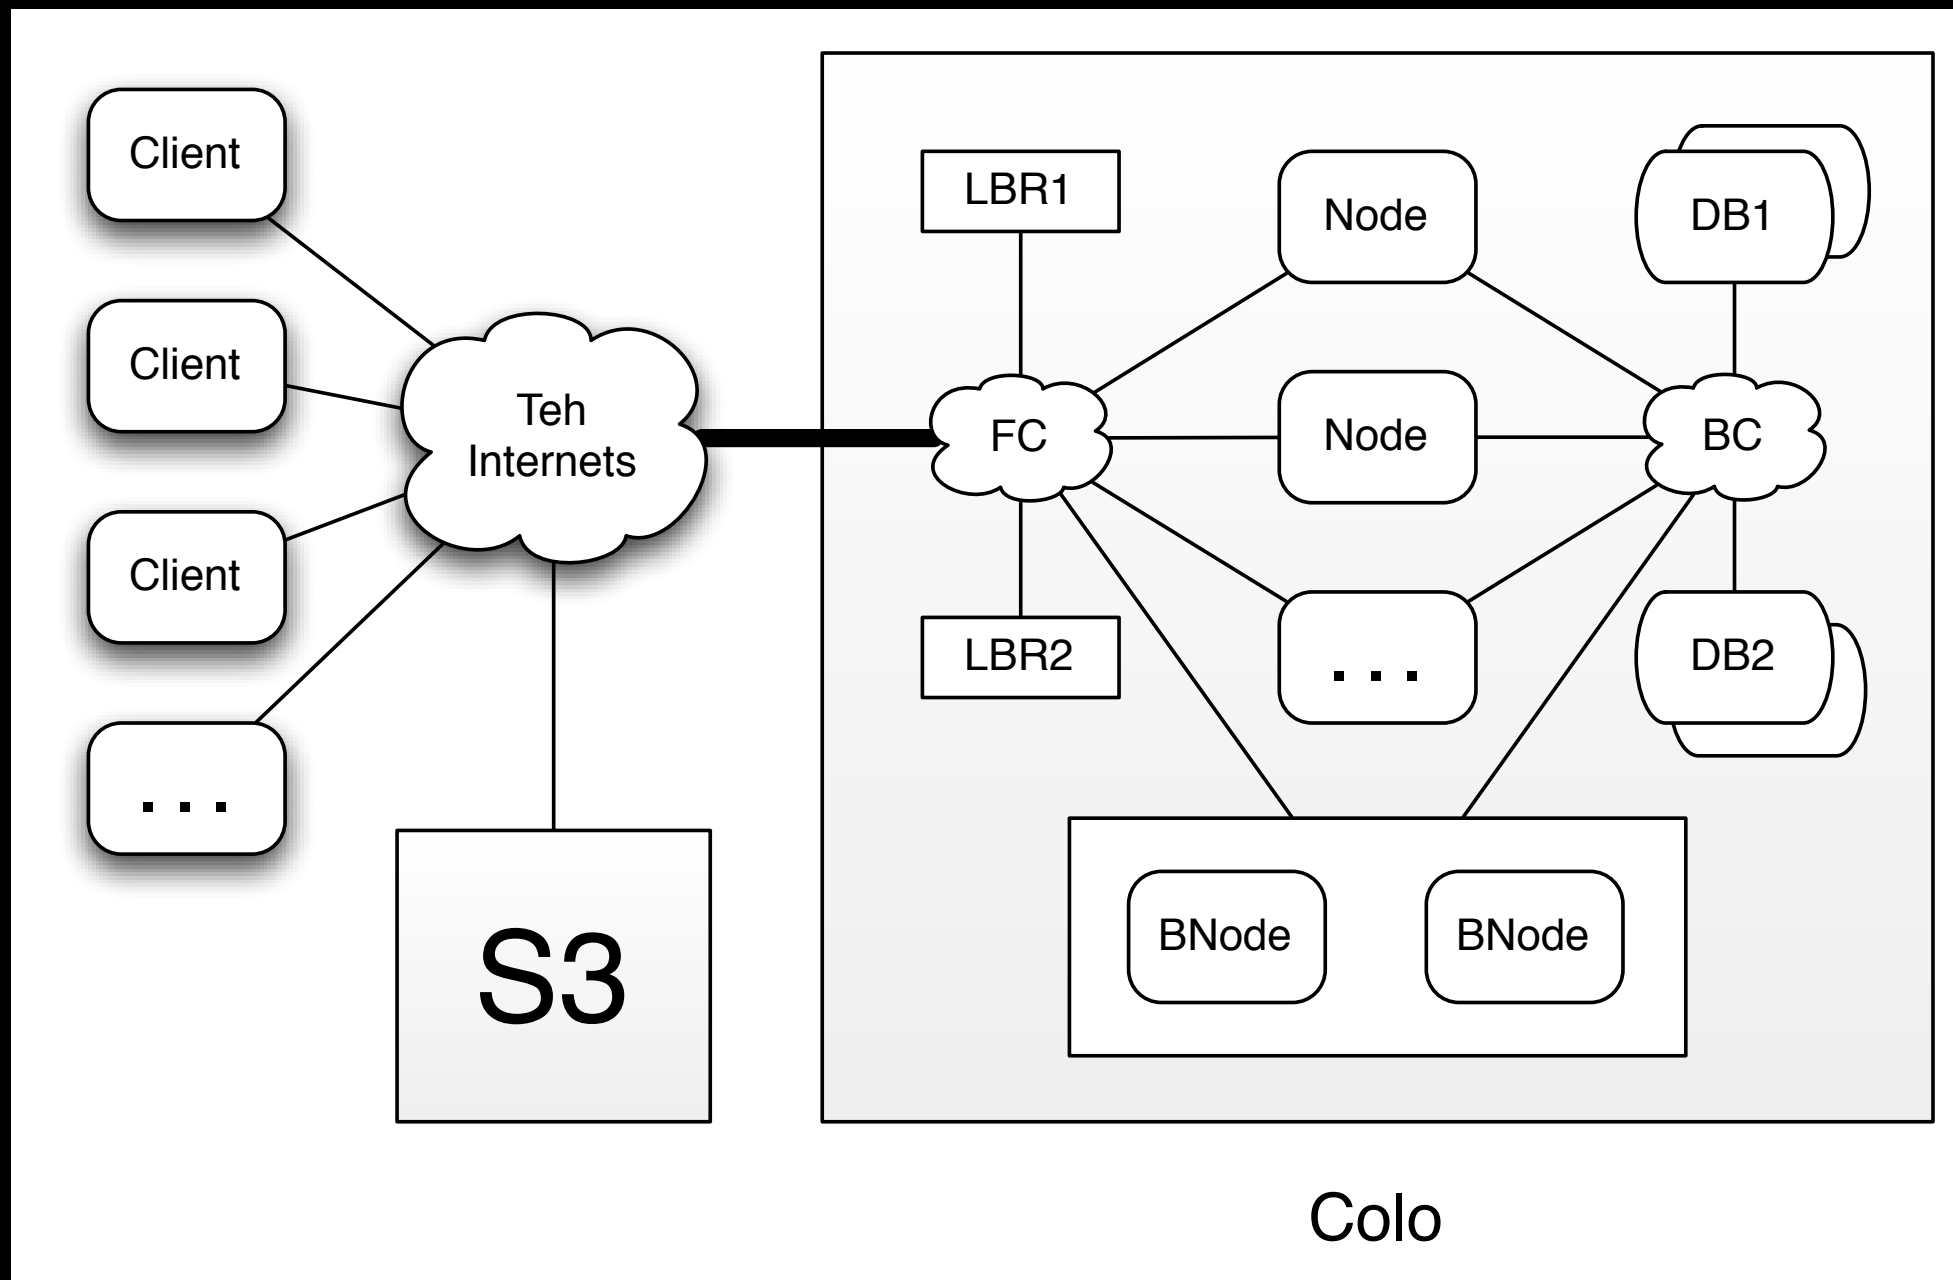 Client
Client
Client
. . .
Teh
Internets
S3
LBR1
FC
LBR2
Node
Node
. . .
DB1
BC
DB2
BNode
BNode
Colo